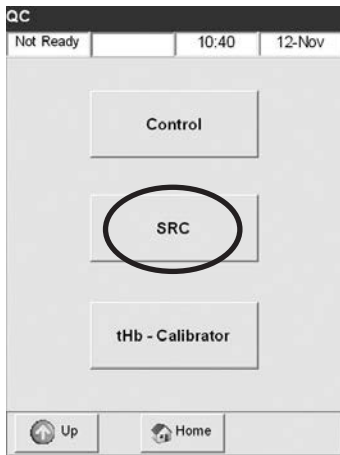 QC
Not Ready 10:40 12-Nov
Control
SRC
tHb - Calibrator
Up Home